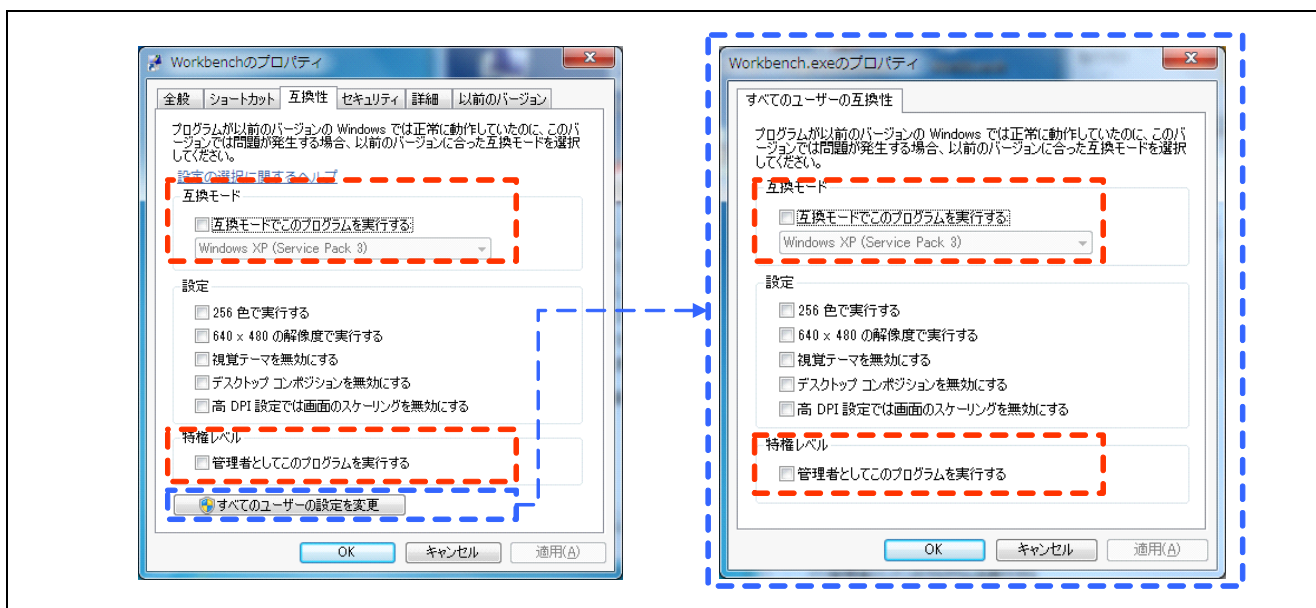 Workbenchのプロパティ
全般 ショートカット 互換性 セキュリティ 詳細 以前のバージョン
プログラムが以前のバージョンの Windows では正常に動作していたのに、このバ
ージョンでは問題が発生する場合、以前のバージョンに合った互換モードを選択
してください。
設定の選択に関するヘルプ
互換モード
互換モードでこのプログラムを実行する
Windows XP (Service Pack 3)
設定
256 色で実行する
640 x 480 の解像度で実行する
視覚テーマを無効にする
デスクトップ コンポジションを無効にする
高 DPI 設定では画面のスケーリングを無効にする
特権レベル
管理者としてこのプログラムを実行する
すべてのユーザーの設定を変更
OK キャンセル 適用(A)
Workbench.exeのプロパティ
すべてのユーザーの互換性
プログラムが以前のバージョンの Windows では正常に動作していたのに、このバ
ージョンでは問題が発生する場合、以前のバージョンに合った互換モードを選択
してください。
互換モード
互換モードでこのプログラムを実行する
Windows XP (Service Pack 3)
設定
256 色で実行する
640 x 480 の解像度で実行する
視覚テーマを無効にする
デスクトップ コンポジションを無効にする
高 DPI 設定では画面のスケーリングを無効にする
特権レベル
管理者としてこのプログラムを実行する
OK キャンセル 適用(A)